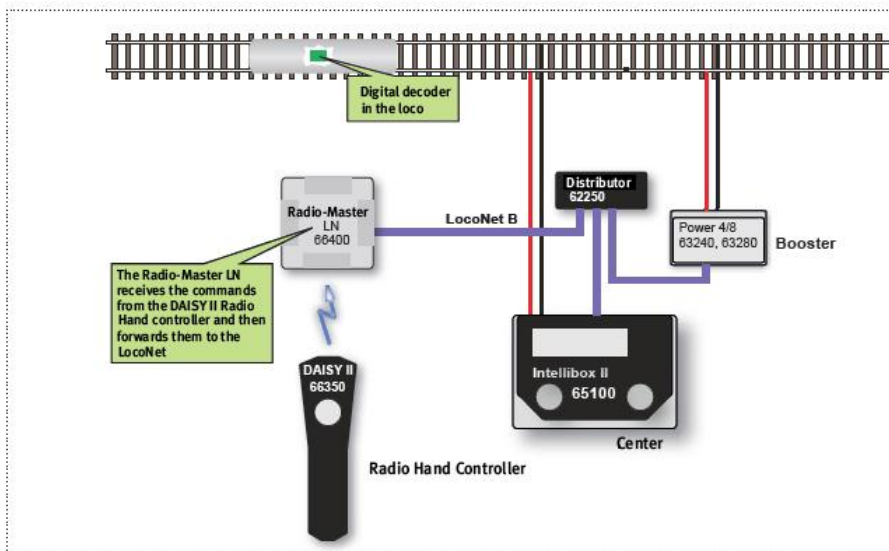 Digital decoder
in the loco
Distributor
62250
Radio-Master
LN
66400
LocoNet B
Power 4/8
63240, 63280
Booster
The Radio-Master LN
receives the commands
from the DAISY II Radio
Hand controller and then
forwards them to the
LocoNet
DAISY II
66350
Intellibox II
65100
Center
Radio Hand Controller